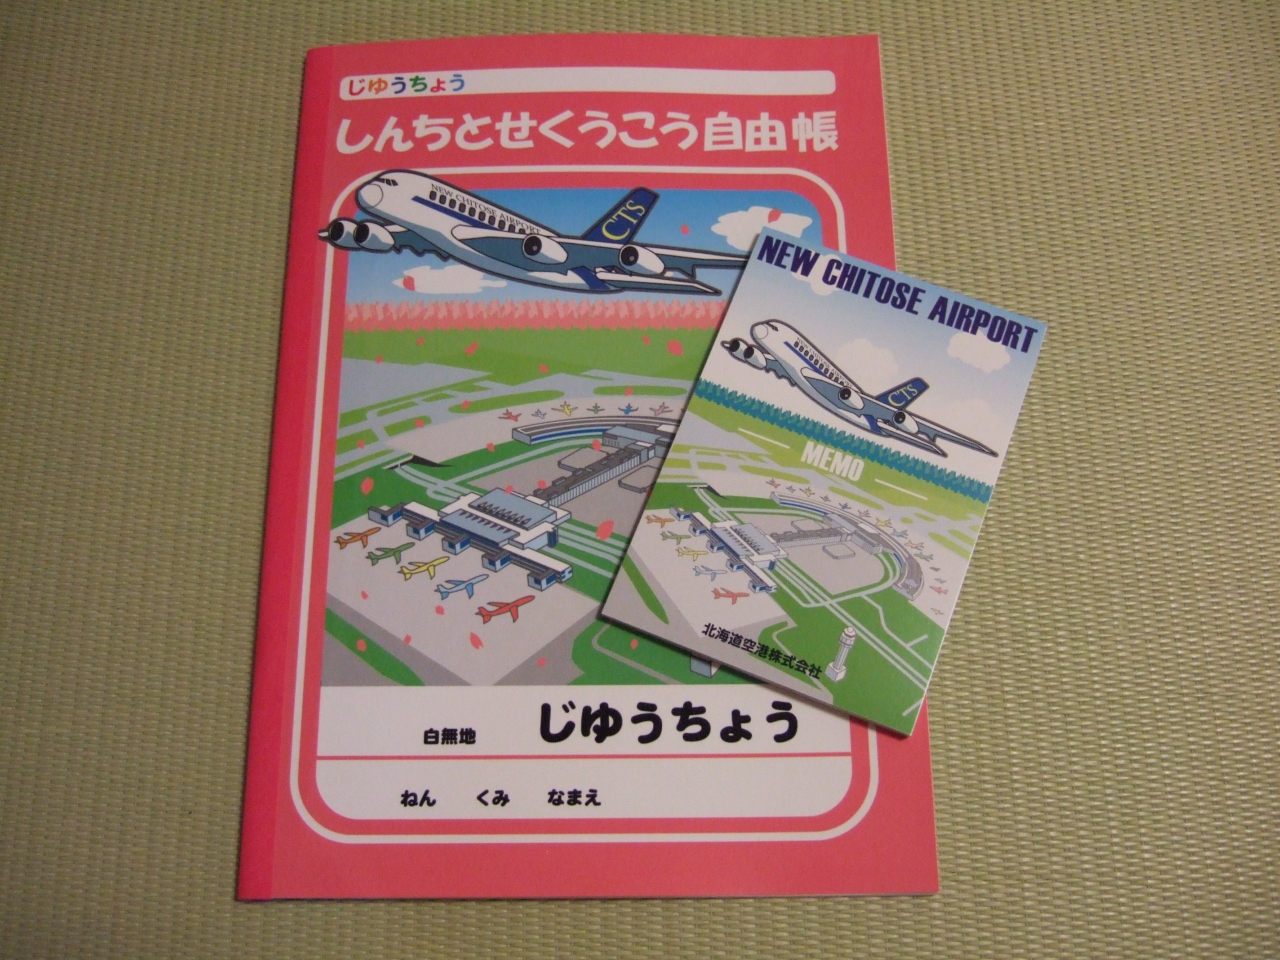 じゆうちょう
しんちとせくうこう自由帳
NEW CHITOSE AIRPORT
CTS
白無地 じゆうちょう
ねん くみ なまえ
NEW CHITOSE AIRPORT
CTS
MEMO
北海道空港株式会社